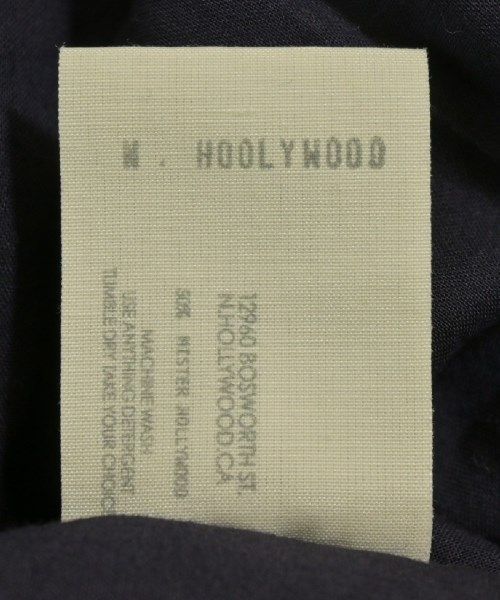 N. HOOLYWOOD
12960 BOSWORTH ST.
N.HOLLYWOOD.CA
50% MISTER HOLLYWOOD
MACHINE WASH
USE ANYTHING DETERGENT
TUMBLE DRY TAKE YOUR CHOICE